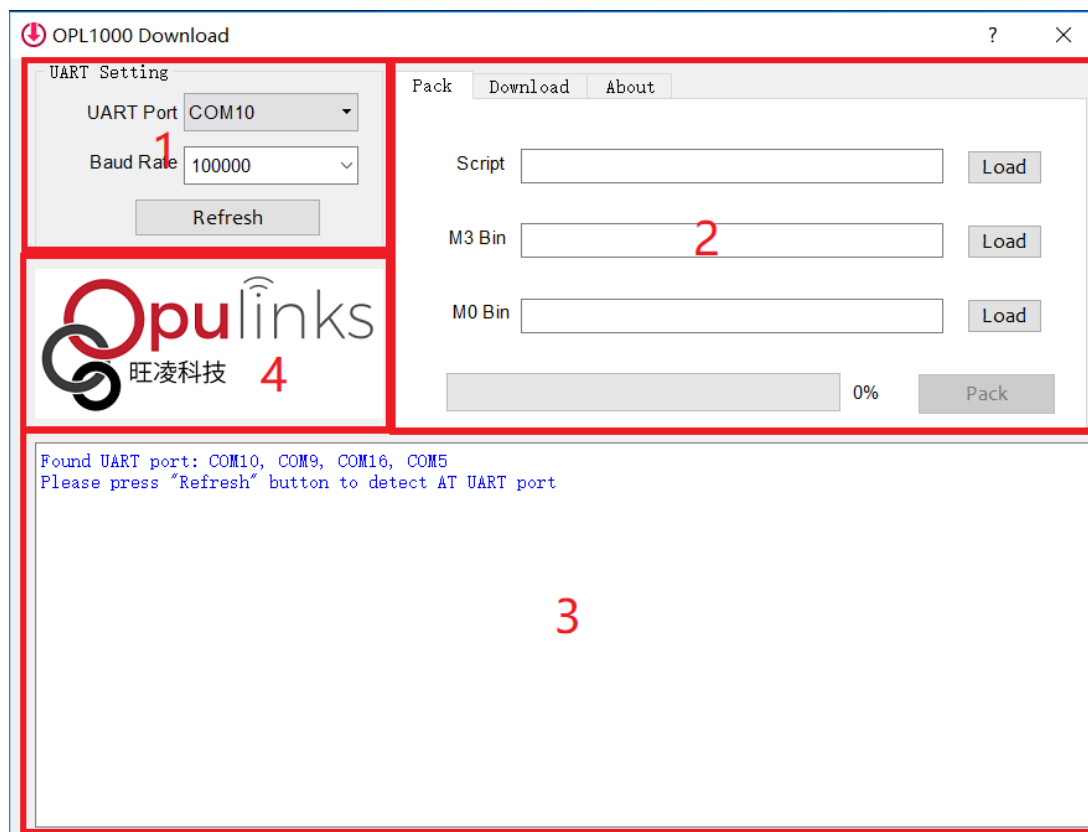 OPL1000 Download
?
UART Setting
UART Port COM10
Baud Rate 100000
Refresh
1
Pack Download About
Script Load
M3 Bin Load
M0 Bin Load
0% Pack
2
Opulinks
旺凌科技
4
Found UART port: COM10, COM9, COM16, COM5
Please press "Refresh" button to detect AT UART port
3